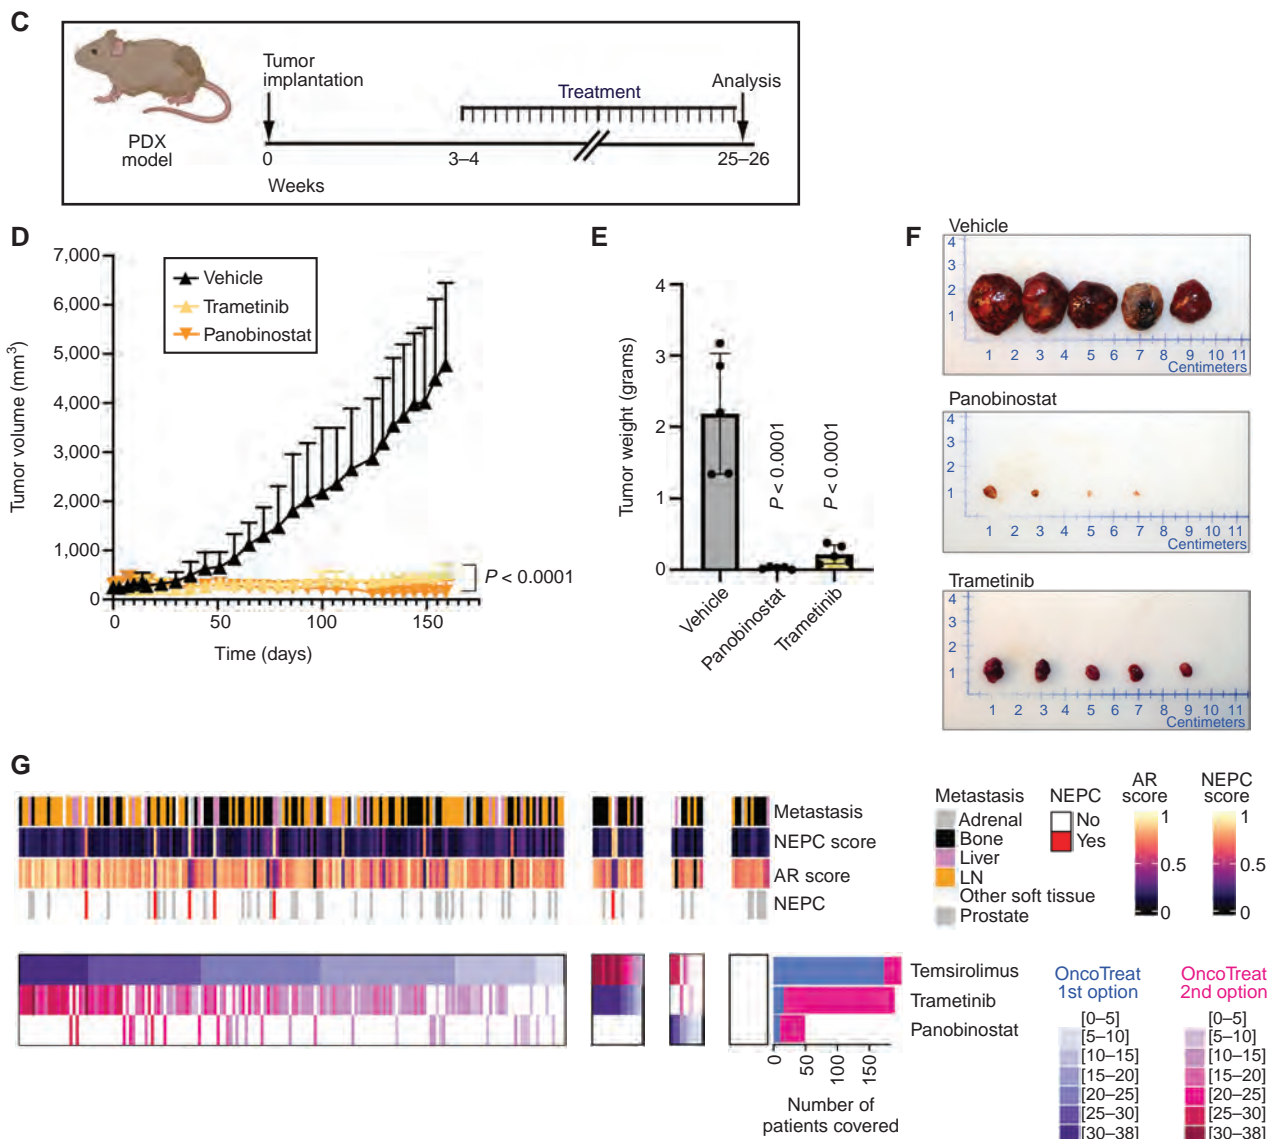 C
Tumor
implantation
Treatment
Analysis
PDX
model
0
3–4
25–26
Weeks
D
7,000
6,000
5,000
4,000
3,000
2,000
1,000
0
Tumor volume (mm³)
Vehicle
Trametinib
Panobinostat
P < 0.0001
0 50 100 150
Time (days)
E
4
3
2
1
0
Tumor weight (grams)
P < 0.0001
P < 0.0001
Vehicle
Panobinostat
Trametinib
F
Vehicle
4
3
2
1
1 2 3 4 5 6 7 8 9 10 11
Centimeters
Panobinostat
4
3
2
1
1 2 3 4 5 6 7 8 9 10 11
Trametinib
4
3
2
1
1 2 3 4 5 6 7 8 9 10 11
Centimeters
G
Metastasis
NEPC score
AR score
NEPC
Metastasis
Adrenal
Bone
Liver
LN
Other soft tissue
Prostate
NEPC
No
Yes
AR
score
1
0.5
0
NEPC
score
1
0.5
0
Temsirolimus
Trametinib
Panobinostat
0 50 100 150
Number of
patients covered
OncoTreat
1st option
[0–5]
[5–10]
[10–15]
[15–20]
[20–25]
[25–30]
[30–38]
OncoTreat
2nd option
[0–5]
[5–10]
[10–15]
[15–20]
[20–25]
[25–30]
[30–38]